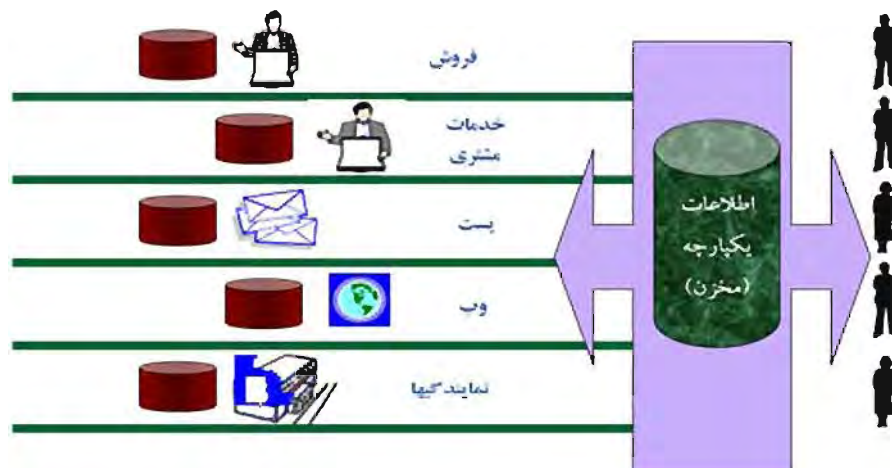 فروش
خدمات
مشتری
پست
وب
نمایندگیها
اطلاعات
یکپارچه
(مخزن)